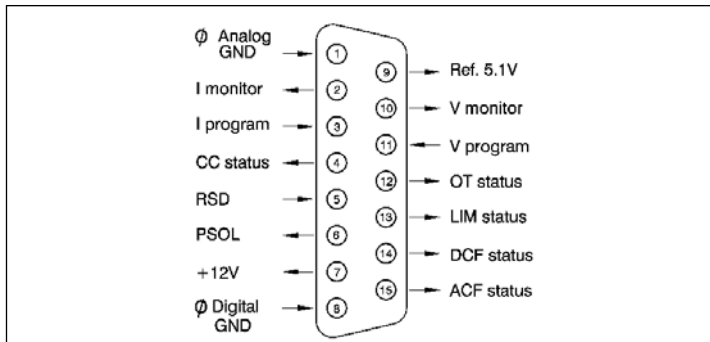 ϕ Analog
GND
I monitor
I program
CC status
RSD
PSOL
+12V
ϕ Digital
GND
1
2
3
4
5
6
7
8
9
10
11
12
13
14
15
Ref. 5.1V
V monitor
V program
OT status
LIM status
DCF status
ACF status